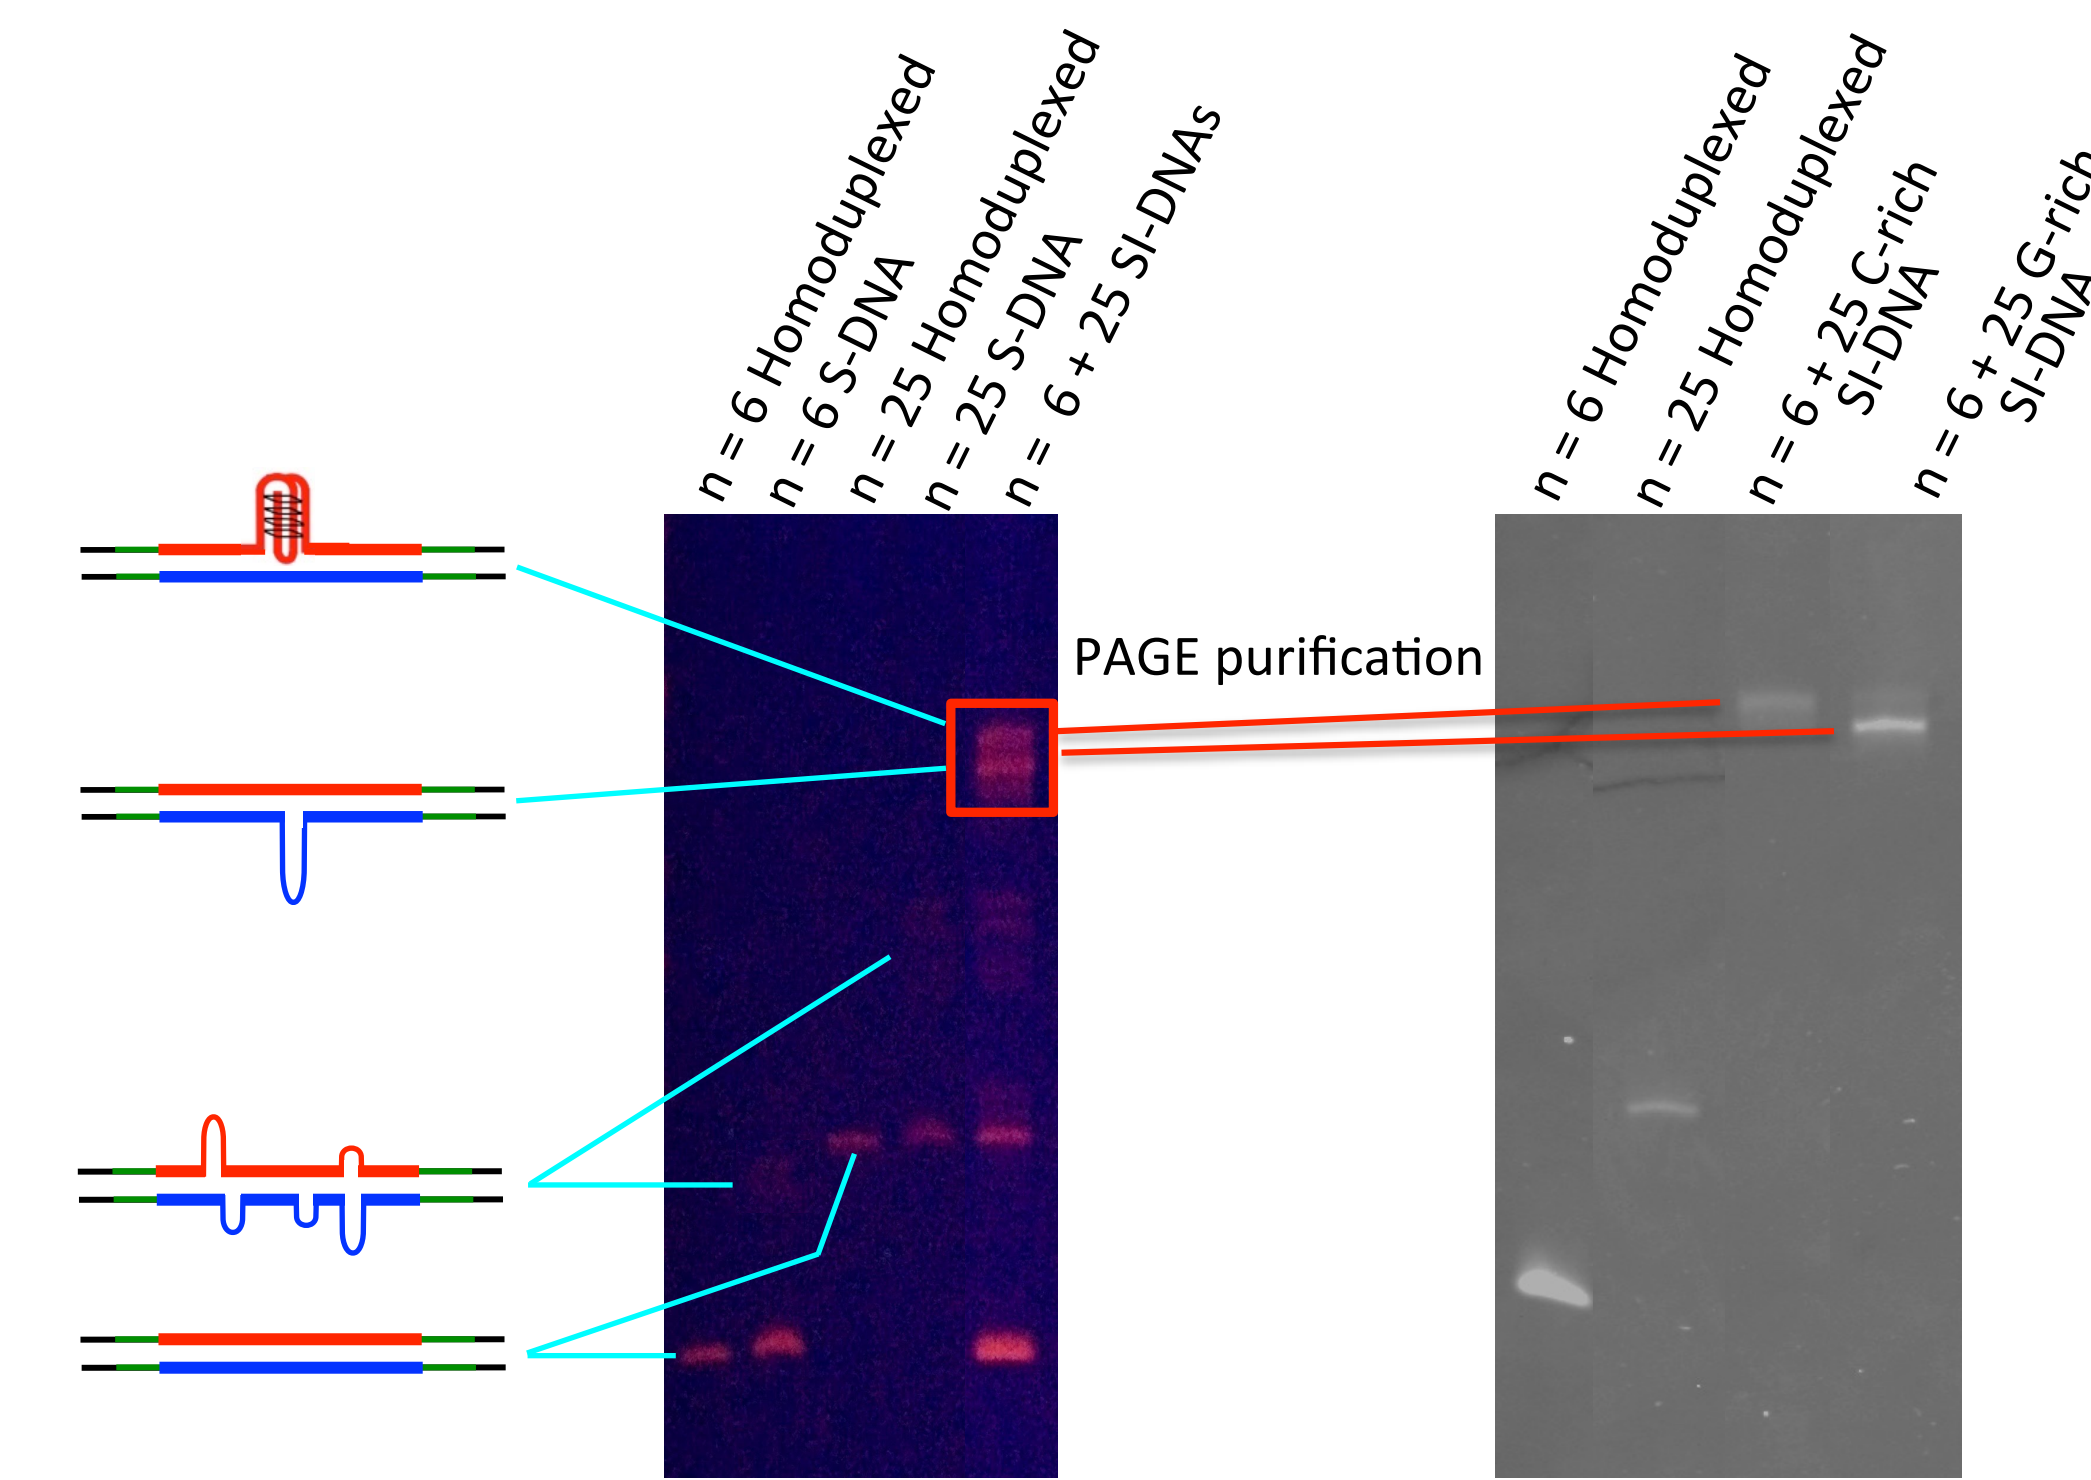 n = 6 Homoduplexed
n = 6 S-DNA
n = 25 Homoduplexed
n = 25 S-DNA
n = 6 + 25 SI-DNAs
PAGE purification
n = 6 Homoduplexed
n = 25 Homoduplexed
n = 6 + 25 C-rich
SI-DNA
n = 6 + 25 G-rich
SI-DNA